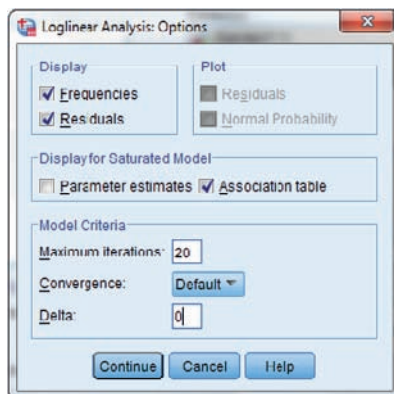 Loglinear Analysis: Options
Display
Frequencies
Residuals
Plot
Residuals
Normal Probability
Display for Saturated Model
Parameter estimates
Association table
Model Criteria
Maximum iterations: 20
Convergence: Default
Delta: 0
Continue Cancel Help